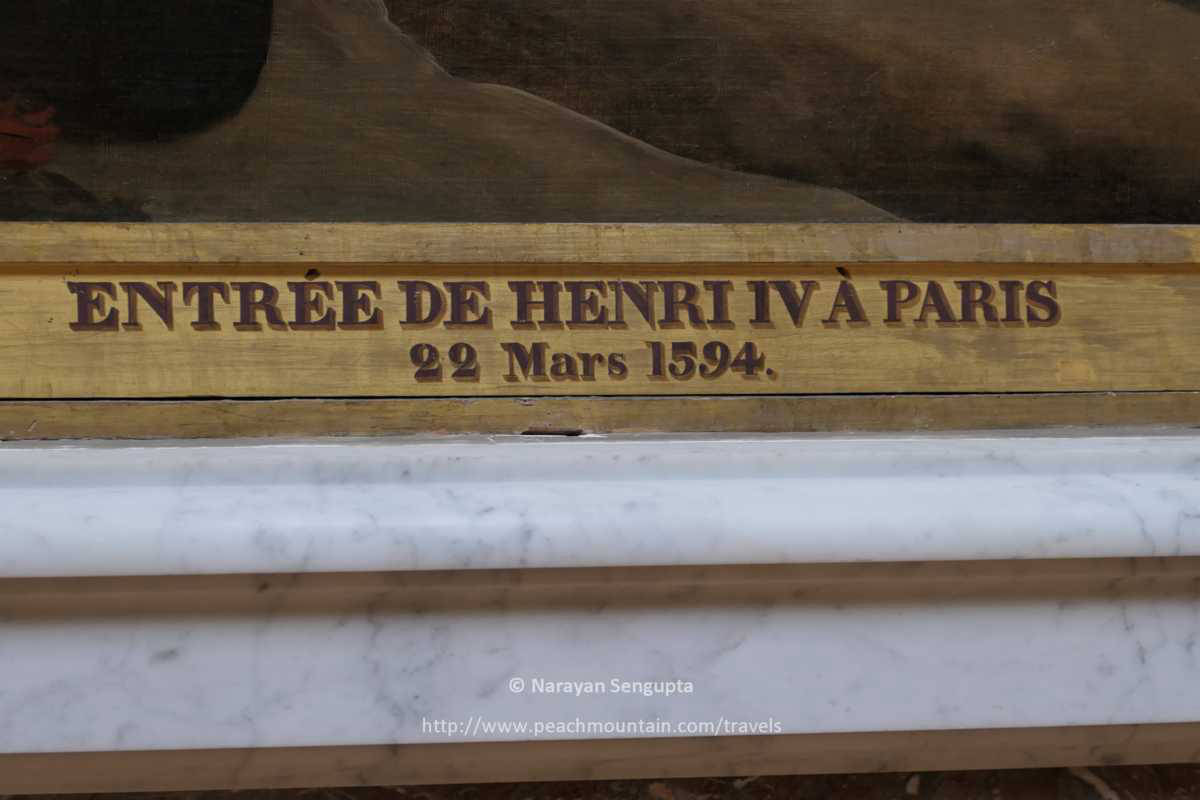 ENTRÉE DE HENRI IV À PARIS
22 Mars 1594.
© Narayan Sengupta
http://www.peachmountain.com/travels